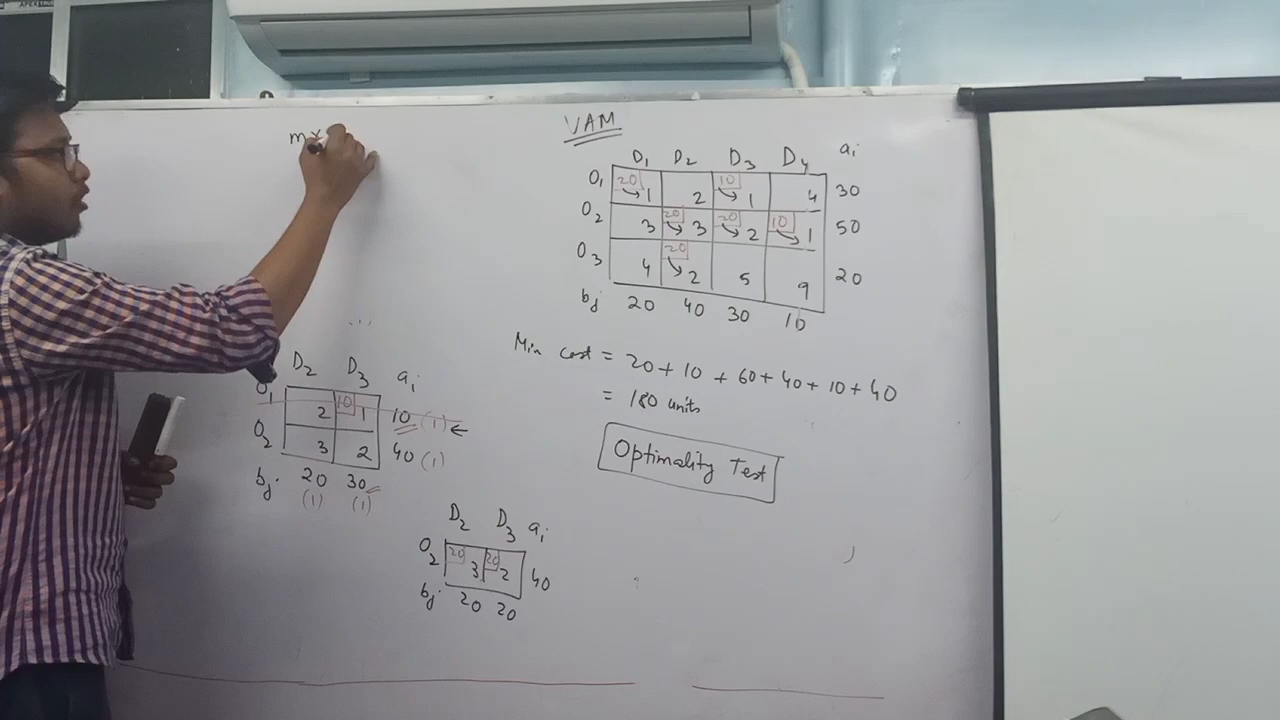 mx
VAM
D1 D2 D3 D4 ai
O1 20 1 2 10 1 4 30
O2 3 20 3 20 2 10 1 50
O3 4 20 2 5 9 20
bj 20 40 30 10
Min cost = 20 + 10 + 60 + 40 + 10 + 40
= 180 units
Optimality Test
D2 D3 ai
O1 2 10 1 10 (1) ←
O2 3 2 40 (1)
bj 20 30
(1) (1)
D2 D3 ai
O2 20 3 20 2 40
bj 20 20